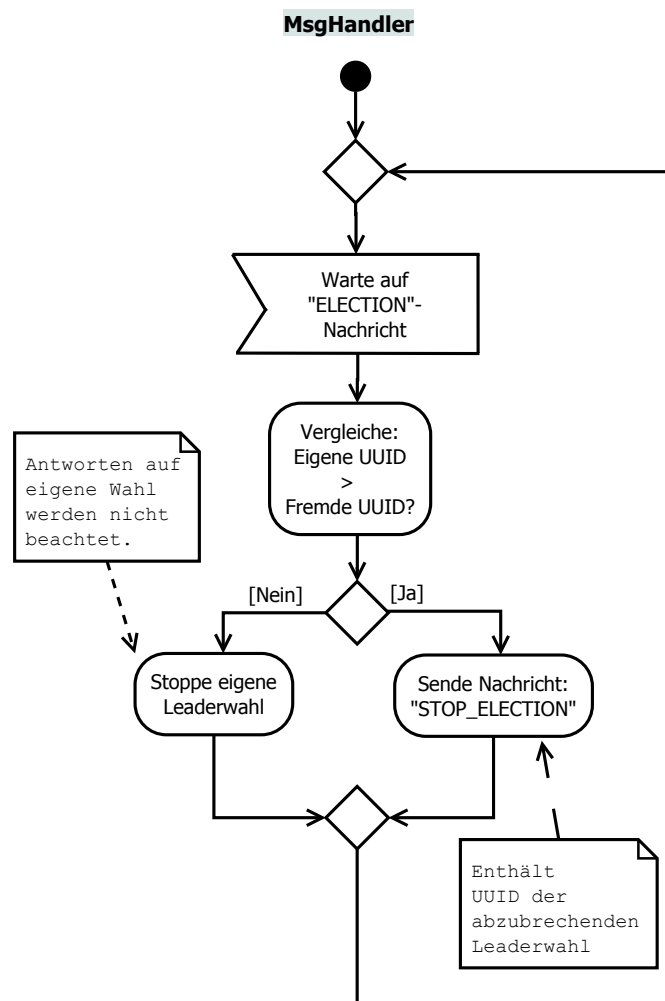 MsgHandler
Warte auf
"ELECTION"-
Nachricht
Vergleiche:
Eigene UUID
>
Fremde UUID?
Antworten auf
eigene Wahl
werden nicht
beachtet.
[Nein]
[Ja]
Stoppe eigene
Leaderwahl
Sende Nachricht:
"STOP_ELECTION"
Enthält
UUID der
abzubrechenden
Leaderwahl